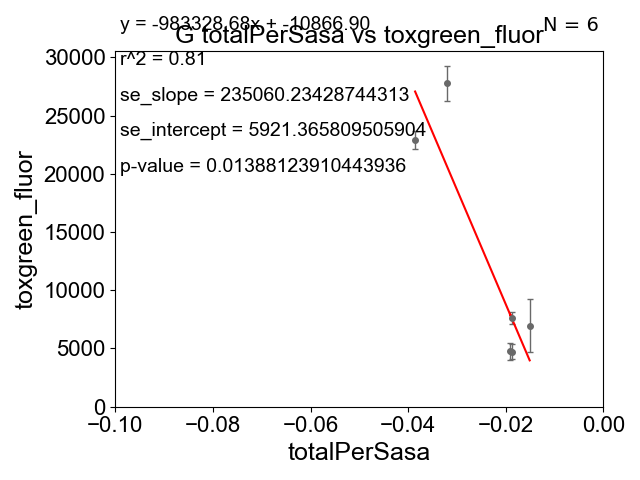 y = -983328.68x + -10866.90
N = 6
G totalPerSasa vs toxgreen_fluor
r^2 = 0.81
se_slope = 235060.23428744313
se_intercept = 5921.365809505904
p-value = 0.01388123910443936
toxgreen_fluor
30000
25000
20000
15000
10000
5000
0
−0.10 −0.08 −0.06 −0.04 −0.02 0.00
totalPerSasa